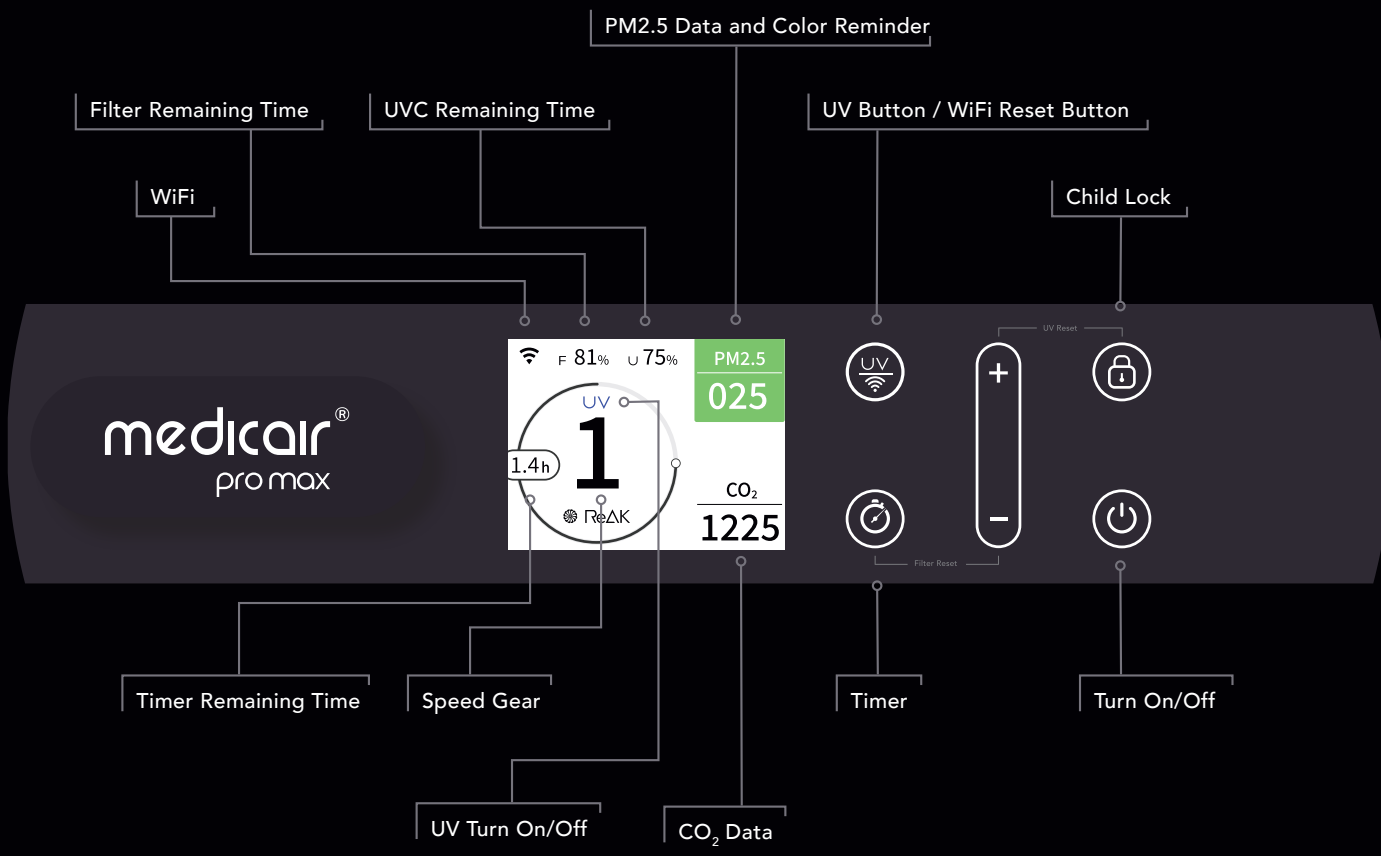 PM2.5 Data and Color Reminder
Filter Remaining Time
UVC Remaining Time
UV Button / WiFi Reset Button
WiFi
Child Lock
UV Reset
F 81%
U 75%
PM2.5
025
UV
1
1.4h
ReAK
CO₂
1225
medicair®
pro max
UV
+
−
Filter Reset
Timer Remaining Time
Speed Gear
Timer
Turn On/Off
UV Turn On/Off
CO₂ Data